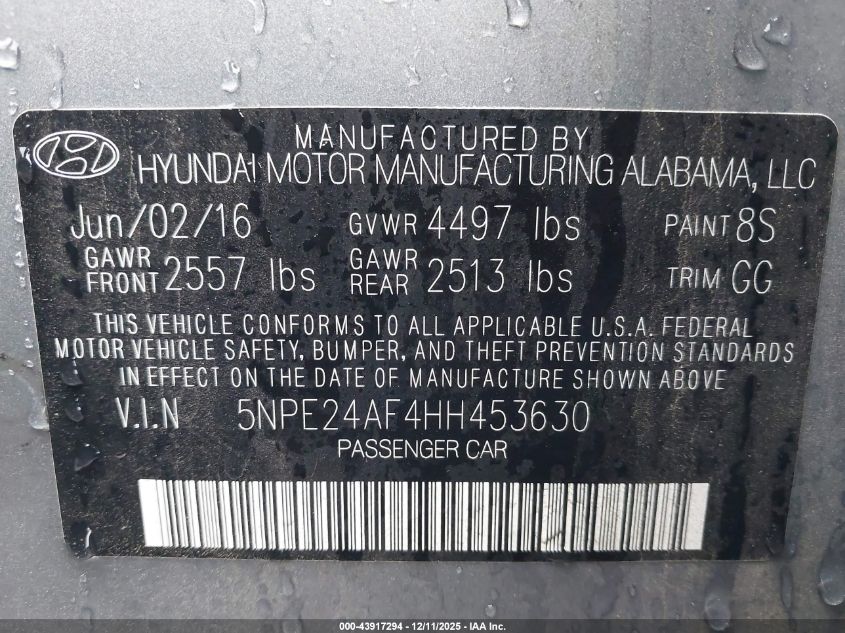 MANUFACTURED BY
HYUNDAI MOTOR MANUFACTURING ALABAMA, LLC
Jun/02/16 GVWR 4497 lbs PAINT 8S
GAWR FRONT 2557 lbs GAWR REAR 2513 lbs TRIM GG
THIS VEHICLE CONFORMS TO ALL APPLICABLE U.S.A. FEDERAL
MOTOR VEHICLE SAFETY, BUMPER, AND THEFT PREVENTION STANDARDS
IN EFFECT ON THE DATE OF MANUFACTURE SHOWN ABOVE
V.I.N 5NPE24AF4HH453630
PASSENGER CAR
000-43917294 - 12/11/2025 - IAA Inc.